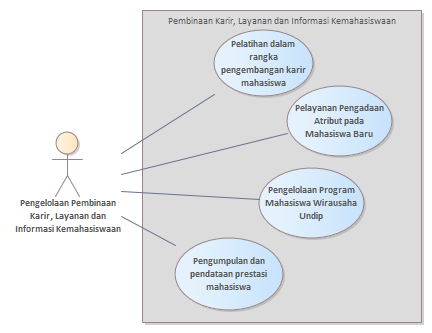 Pembinaan Karir, Layanan dan Informasi Kemahasiswaan
Pelatihan dalam
rangka
pengembangan karir
mahasiswa
Pelayanan Pengadaan
Atribut pada
Mahasiswa Baru
Pengelolaan Pembinaan
Karir, Layanan dan
Informasi Kemahasiswaan
Pengelolaan Program
Mahasiswa Wirausaha
Undip
Pengumpulan dan
pendataan prestasi
mahasiswa